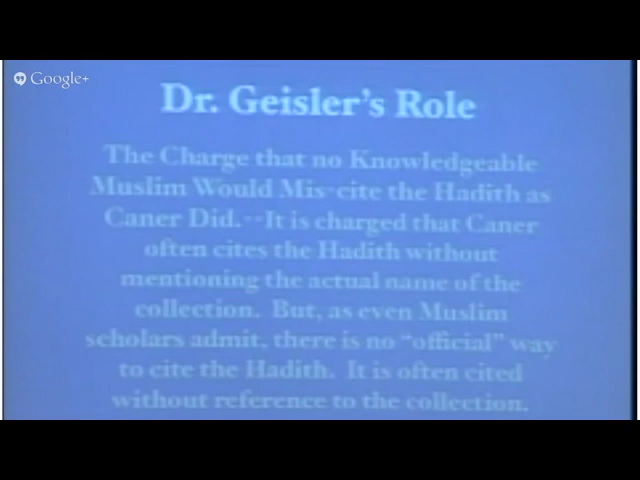 Google+
Dr. Geisler's Role
The Charge that no Knowledgeable
Muslim Would Mis-cite the Hadith as
Caner Did.--It is charged that Caner
often cites the Hadith without
mentioning the actual name of the
collection. But, as even Muslim
scholars admit, there is no "official" way
to cite the Hadith. It is often cited
without reference to the collection.